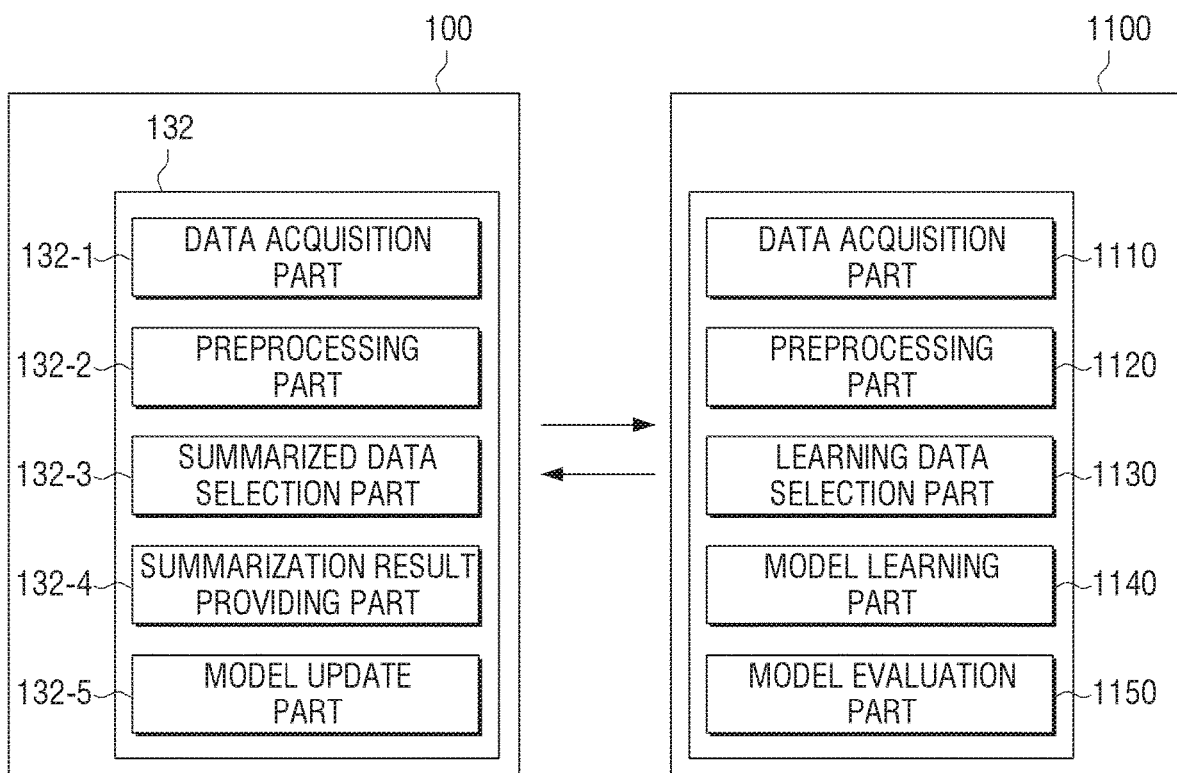 100
132
132-1
DATA ACQUISITION
PART
132-2
PREPROCESSING
PART
132-3
SUMMARIZED DATA
SELECTION PART
132-4
SUMMARIZATION RESULT
PROVIDING PART
132-5
MODEL UPDATE
PART
1100
DATA ACQUISITION
PART
1110
PREPROCESSING
PART
1120
LEARNING DATA
SELECTION PART
1130
MODEL LEARNING
PART
1140
MODEL EVALUATION
PART
1150